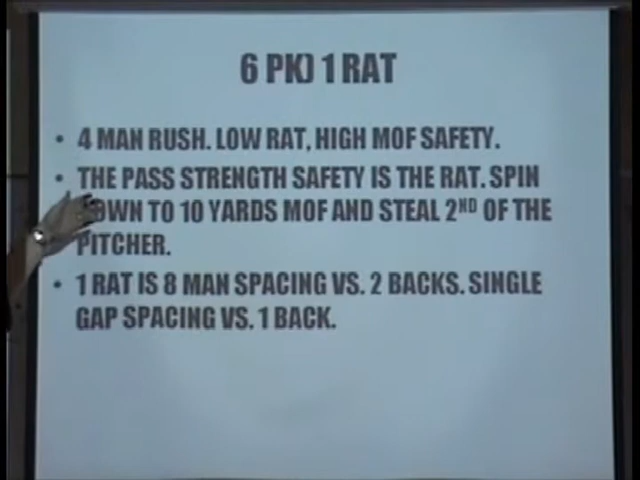 6 PK) 1 RAT
• 4 MAN RUSH. LOW RAT, HIGH MOF SAFETY.
• THE PASS STRENGTH SAFETY IS THE RAT. SPIN
DOWN TO 10 YARDS MOF AND STEAL 2ND OF THE
PITCHER.
• 1 RAT IS 8 MAN SPACING VS. 2 BACKS. SINGLE
GAP SPACING VS. 1 BACK.